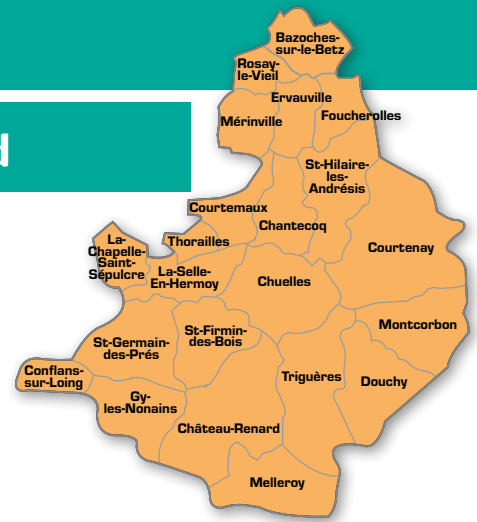 Bazoches-
sur-le-Betz
Rosay-
le-Vieil
Ervauville
Foucherolles
Mérinville
d
St-Hilaire-
les-
Andrésis
Courtemaux
Chantecoq
Thorailles
La-
Chapelle-
Saint-
Sépulcre
Courtenay
La-Selle-
En-Hermoy
Chuelles
Montcorbon
St-Firmin-
des-Bois
St-Germain-
des-Prés
Conflans-
sur-Loing
Triguères
Douchy
Gy-
les-Nonains
Château-Renard
Melleroy